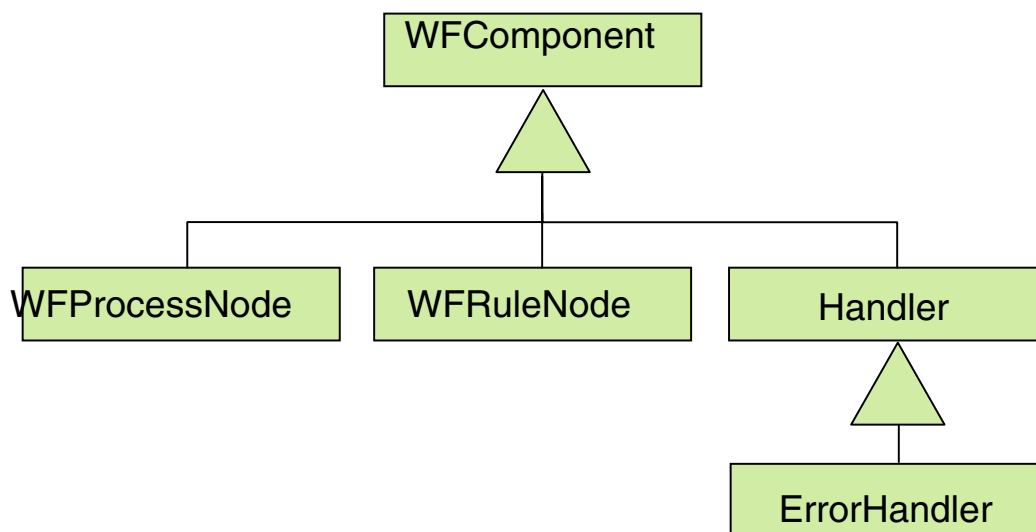 WFComponent
WFProcessNode
WFRuleNode
Handler
ErrorHandler